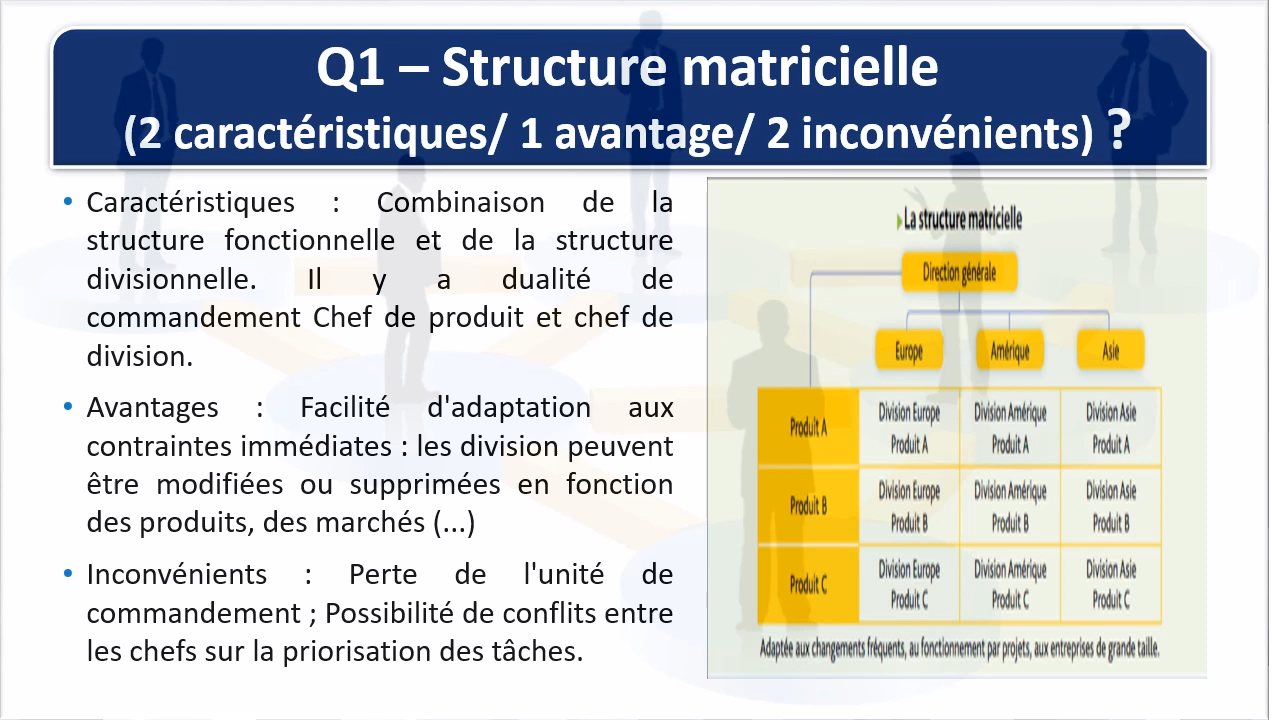 Q1 – Structure matricielle
(2 caractéristiques/ 1 avantage/ 2 inconvénients) ?
• Caractéristiques : Combinaison de la
structure fonctionnelle et de la structure
divisionnelle. Il y a dualité de
commandement Chef de produit et chef de
division.
• Avantages : Facilité d'adaptation aux
contraintes immédiates : les division peuvent
être modifiées ou supprimées en fonction
des produits, des marchés (...)
• Inconvénients : Perte de l'unité de
commandement ; Possibilité de conflits entre
les chefs sur la priorisation des tâches.
La structure matricielle
Direction générale
Europe Amérique Asie
Produit A
Division Europe Division Amérique Division Asie
Produit A Produit A Produit A
Produit B
Division Europe Division Amérique Division Asie
Produit B Produit B Produit B
Produit C
Division Europe Division Amérique Division Asie
Produit C Produit C Produit C
Adaptée aux changements fréquents, au fonctionnement par projets, aux entreprises de grande taille.